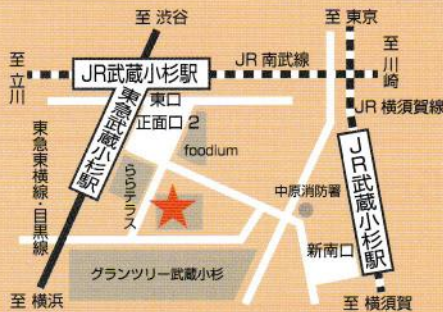 至 渋谷
至 東京
至 立川
JR武蔵小杉駅
JR 南武線
至 川崎
東口
正面口 2
JR 横須賀線
東急武蔵小杉駅
foodium
東急東横線・目黒線
ららテラス
中原消防署
JR武蔵小杉駅
新南口
グランツリー武蔵小杉
至 横浜
至 横須賀